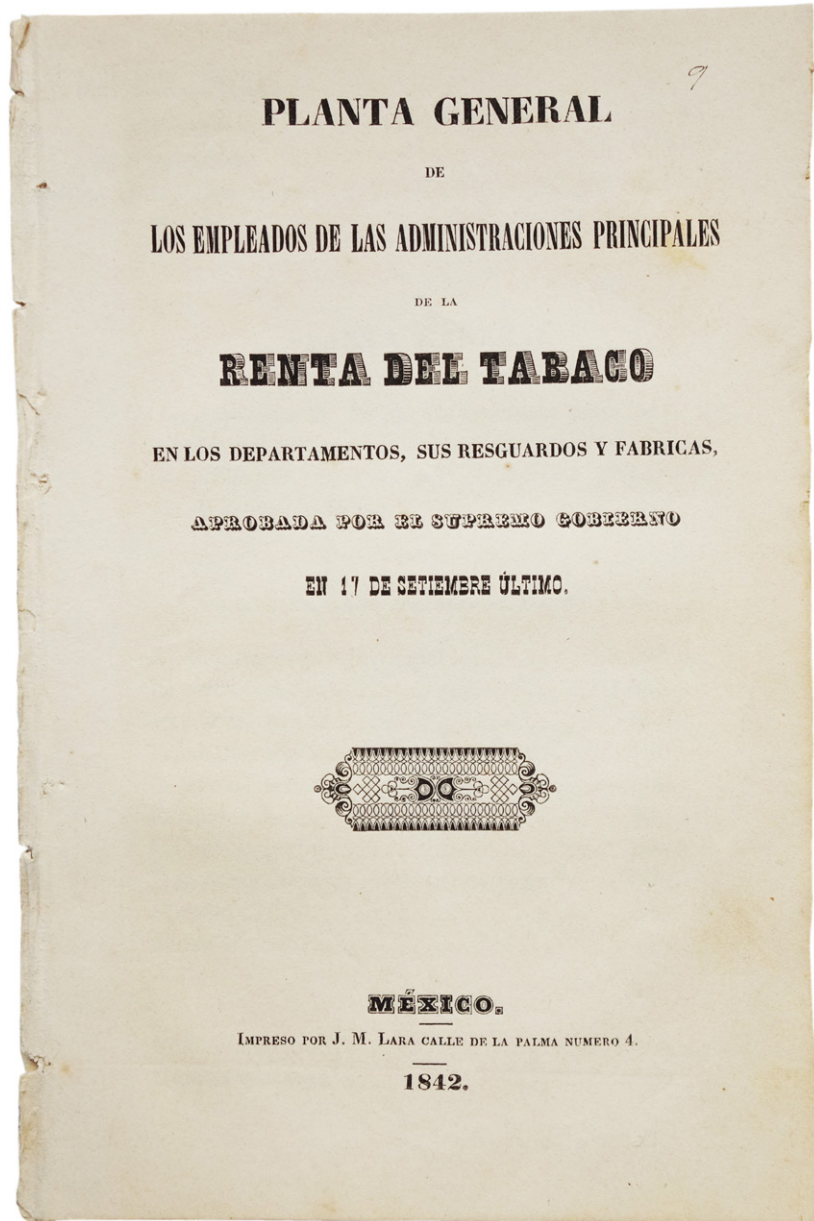 9
PLANTA GENERAL
DE
LOS EMPLEADOS DE LAS ADMINISTRACIONES PRINCIPALES
DE LA
RENTA DEL TABACO
EN LOS DEPARTAMENTOS, SUS RESGUARDOS Y FABRICAS,
APROBADA POR EL SUPREMO GOBIERNO
EN 17 DE SETIEMBRE ÚLTIMO.
MÉXICO.
IMPRESO POR J. M. LARA CALLE DE LA PALMA NUMERO 4.
1842.